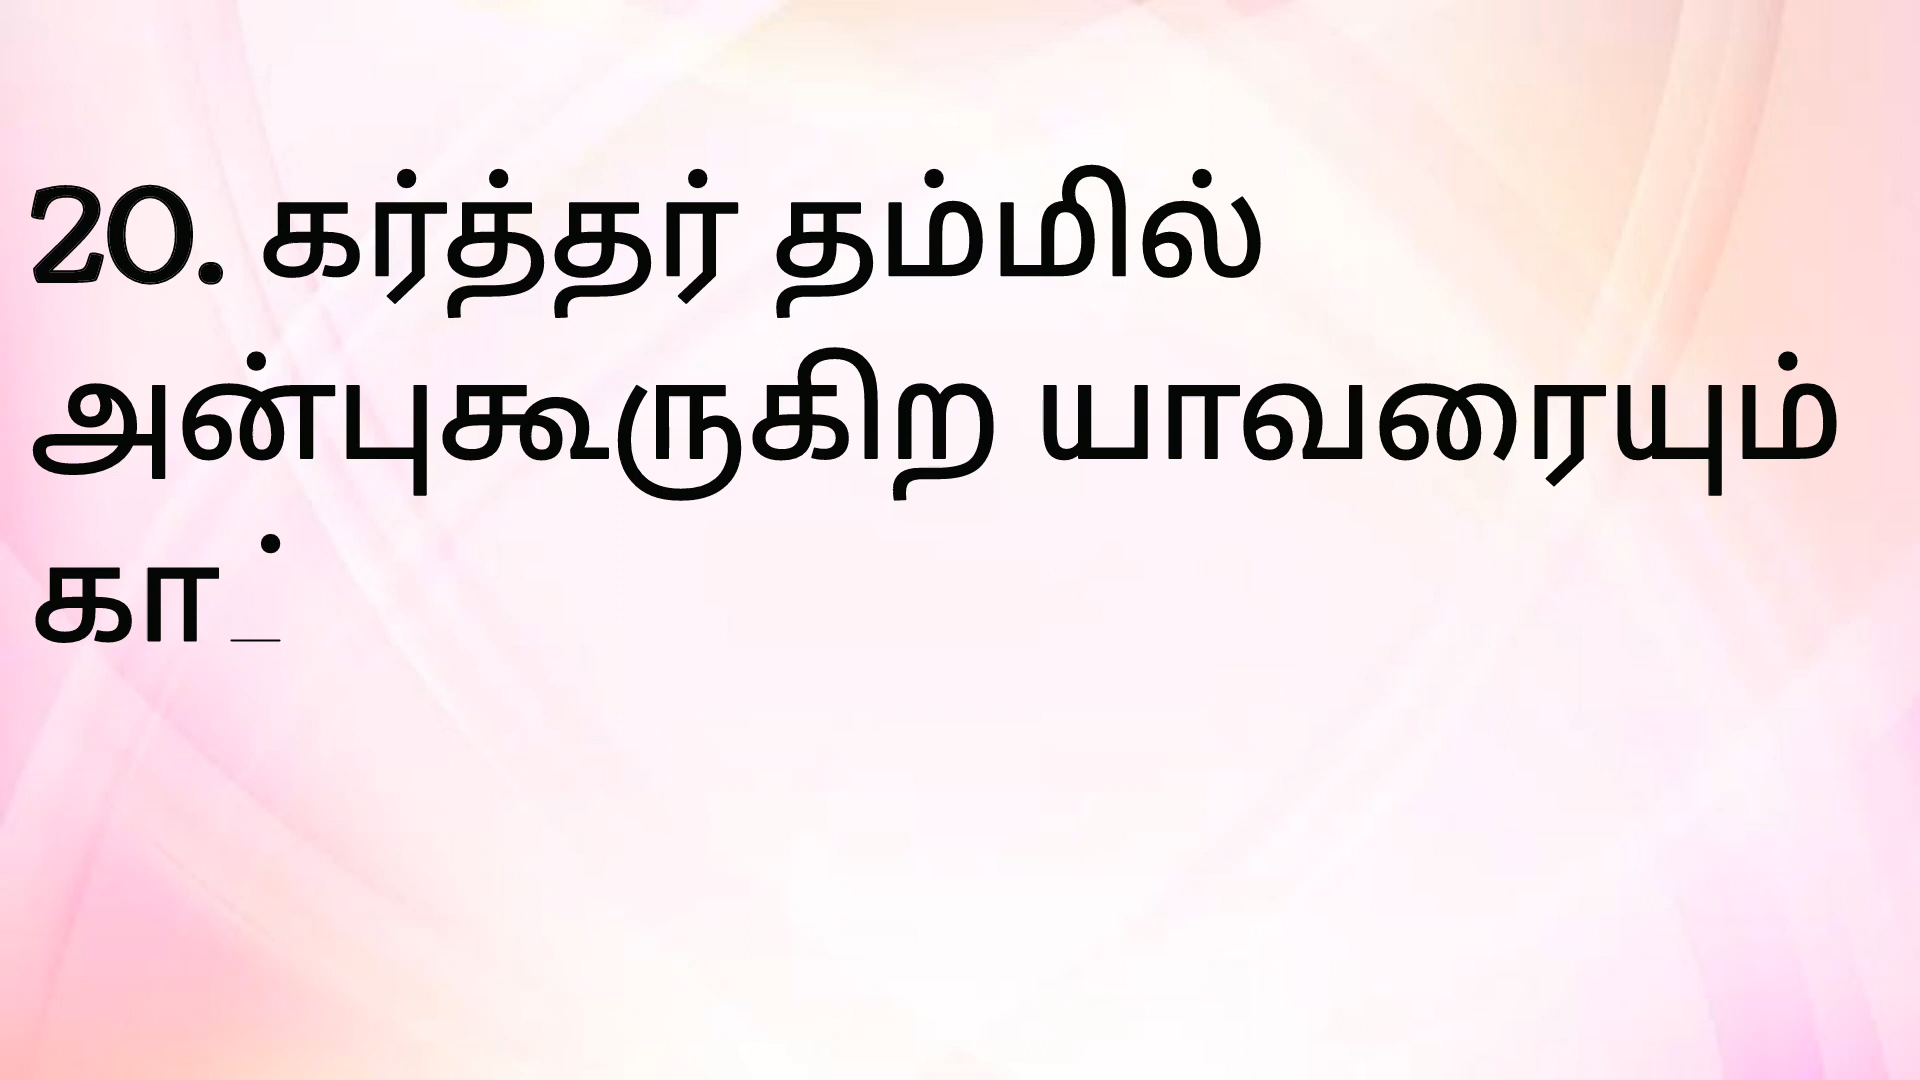 20. கர்த்தர் தம்மில்
அன்புகூருகிற யாவரையும்
கா